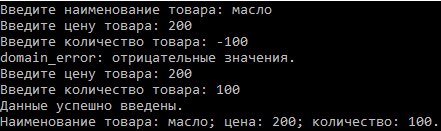 Введите наименование товара: масло
Введите цену товара: 200
Введите количество товара: -100
domain_error: отрицательные значения.
Введите цену товара: 200
Введите количество товара: 100
Данные успешно введены.
Наименование товара: масло; цена: 200; количество: 100.